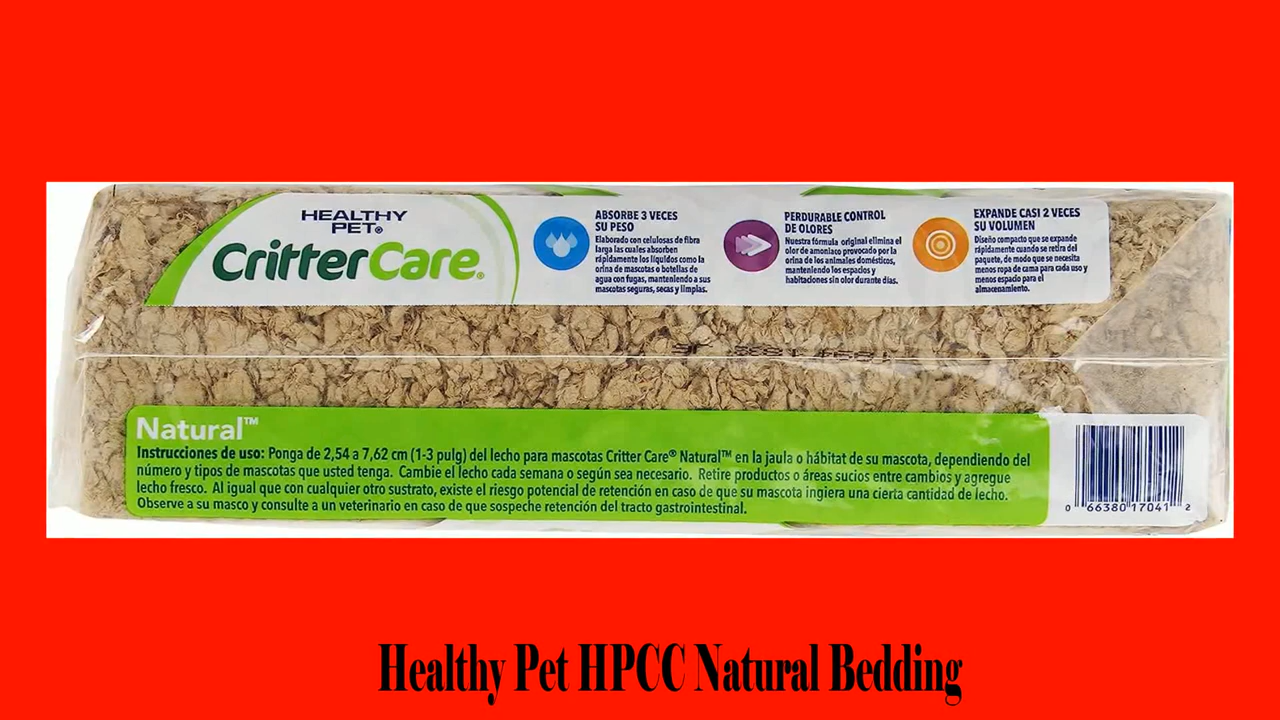 HEALTHY
PET®
CritterCare®
ABSORBE 3 VECES
SU PESO
Elaborado con celulosas de fibra
larga las cuales absorben
rápidamente los líquidos como la
orina de mascotas o botellas de
agua con fugas, manteniendo a sus
mascotas seguras, secas y limpias.
PERDURABLE CONTROL
DE OLORES
Nuestra fórmula original elimina el
olor de amoniaco provocado por la
orina de los animales domésticos,
manteniendo los espacios y
habitaciones sin olor durante días.
EXPANDE CASI 2 VECES
SU VOLUMEN
Diseño compacto que se expande
rápidamente cuando se retira del
paquete, de modo que se necesita
menos ropa de cama para cada uso y
menos espacio para el
almacenamiento.
Natural™
Instrucciones de uso: Ponga de 2,54 a 7,62 cm (1-3 pulg) del lecho para mascotas Critter Care® Natural™ en la jaula o hábitat de su mascota, dependiendo del
número y tipos de mascotas que usted tenga. Cambie el lecho cada semana o según sea necesario. Retire productos o áreas sucios entre cambios y agregue
lecho fresco. Al igual que con cualquier otro sustrato, existe el riesgo potencial de retención en caso de que su mascota ingiera una cierta cantidad de lecho.
Observe a su masco y consulte a un veterinario en caso de que sospeche retención del tracto gastrointestinal.
0 66380 17041 2
Healthy Pet HPCC Natural Bedding